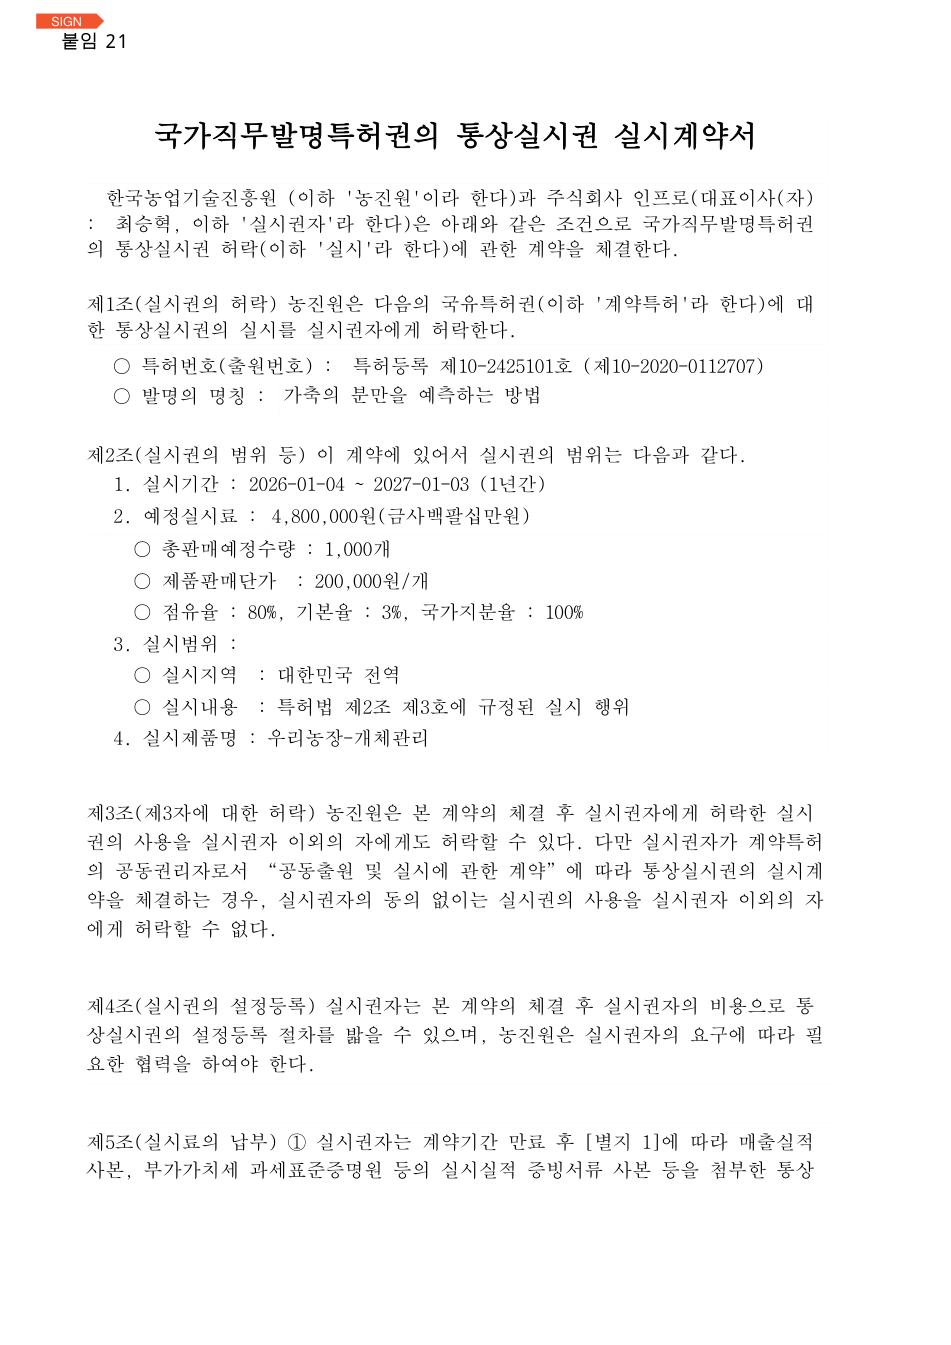 SIGN
붙임 21
국가직무발명특허권의 통상실시권 실시계약서
한국농업기술진흥원 (이하 '농진원'이라 한다)과 주식회사 인프로(대표이사(자)
: 최승혁, 이하 '실시권자'라 한다)은 아래와 같은 조건으로 국가직무발명특허권
의 통상실시권 허락(이하 '실시'라 한다)에 관한 계약을 체결한다.
제1조(실시권의 허락) 농진원은 다음의 국유특허권(이하 '계약특허'라 한다)에 대
한 통상실시권의 실시를 실시권자에게 허락한다.
○ 특허번호(출원번호) : 특허등록 제10-2425101호 (제10-2020-0112707)
○ 발명의 명칭 : 가축의 분만을 예측하는 방법
제2조(실시권의 범위 등) 이 계약에 있어서 실시권의 범위는 다음과 같다.
1. 실시기간 : 2026-01-04 ~ 2027-01-03 (1년간)
2. 예정실시료 : 4,800,000원(금사백팔십만원)
○ 총판매예정수량 : 1,000개
○ 제품판매단가 : 200,000원/개
○ 점유율 : 80%, 기본율 : 3%, 국가지분율 : 100%
3. 실시범위 :
○ 실시지역 : 대한민국 전역
○ 실시내용 : 특허법 제2조 제3호에 규정된 실시 행위
4. 실시제품명 : 우리농장-개체관리
제3조(제3자에 대한 허락) 농진원은 본 계약의 체결 후 실시권자에게 허락한 실시
권의 사용을 실시권자 이외의 자에게도 허락할 수 있다. 다만 실시권자가 계약특허
의 공동권리자로서 “공동출원 및 실시에 관한 계약”에 따라 통상실시권의 실시계
약을 체결하는 경우, 실시권자의 동의 없이는 실시권의 사용을 실시권자 이외의 자
에게 허락할 수 없다.
제4조(실시권의 설정등록) 실시권자는 본 계약의 체결 후 실시권자의 비용으로 통
상실시권의 설정등록 절차를 밟을 수 있으며, 농진원은 실시권자의 요구에 따라 필
요한 협력을 하여야 한다.
제5조(실시료의 납부) ① 실시권자는 계약기간 만료 후 [별지 1]에 따라 매출실적
사본, 부가가치세 과세표준증명원 등의 실시실적 증빙서류 사본 등을 첨부한 통상